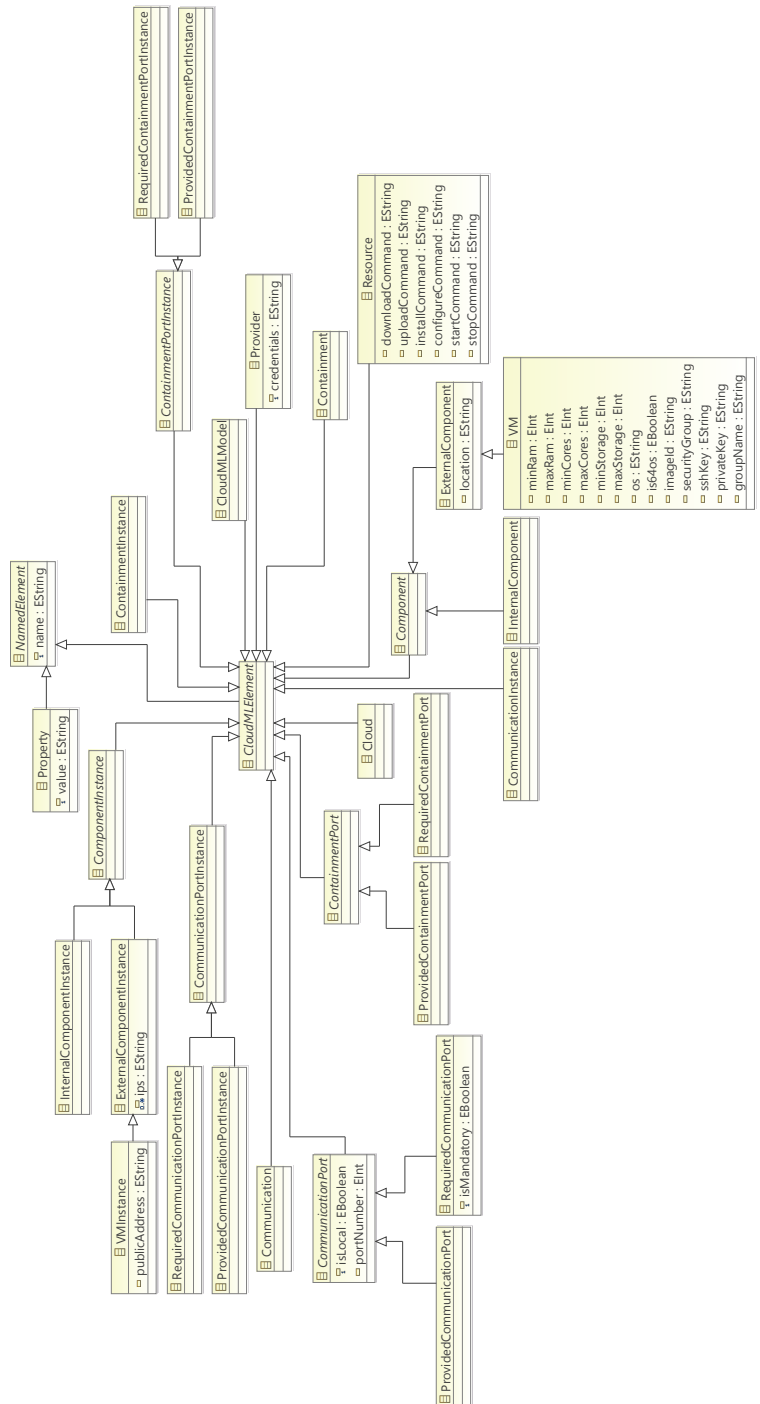 RequiredContainmentPortInstance
ProvidedContainmentPortInstance
ContainmentPortInstance
Provider
credentials : EString
CloudMLModel
Containment
Resource
downloadCommand : EString
uploadCommand : EString
installCommand : EString
configureCommand : EString
startCommand : EString
stopCommand : EString
ContainmentInstance
NamedElement
name : EString
Property
value : EString
CloudMLElement
ExternalComponent
location : EString
VM
minRam : EInt
maxRam : EInt
minCores : EInt
maxCores : EInt
minStorage : EInt
maxStorage : EInt
os : EString
is64os : EBoolean
imageId : EString
securityGroup : EString
sshKey : EString
privateKey : EString
groupName : EString
Component
InternalComponent
CommunicationInstance
Cloud
ComponentInstance
InternalComponentInstance
ExternalComponentInstance
ips : EString
VMInstance
publicAddress : EString
CommunicationPortInstance
RequiredCommunicationPortInstance
ProvidedCommunicationPortInstance
ContainmentPort
RequiredContainmentPort
ProvidedContainmentPort
Communication
CommunicationPort
isLocal : EBoolean
portNumber : EInt
RequiredCommunicationPort
isMandatory : EBoolean
ProvidedCommunicationPort